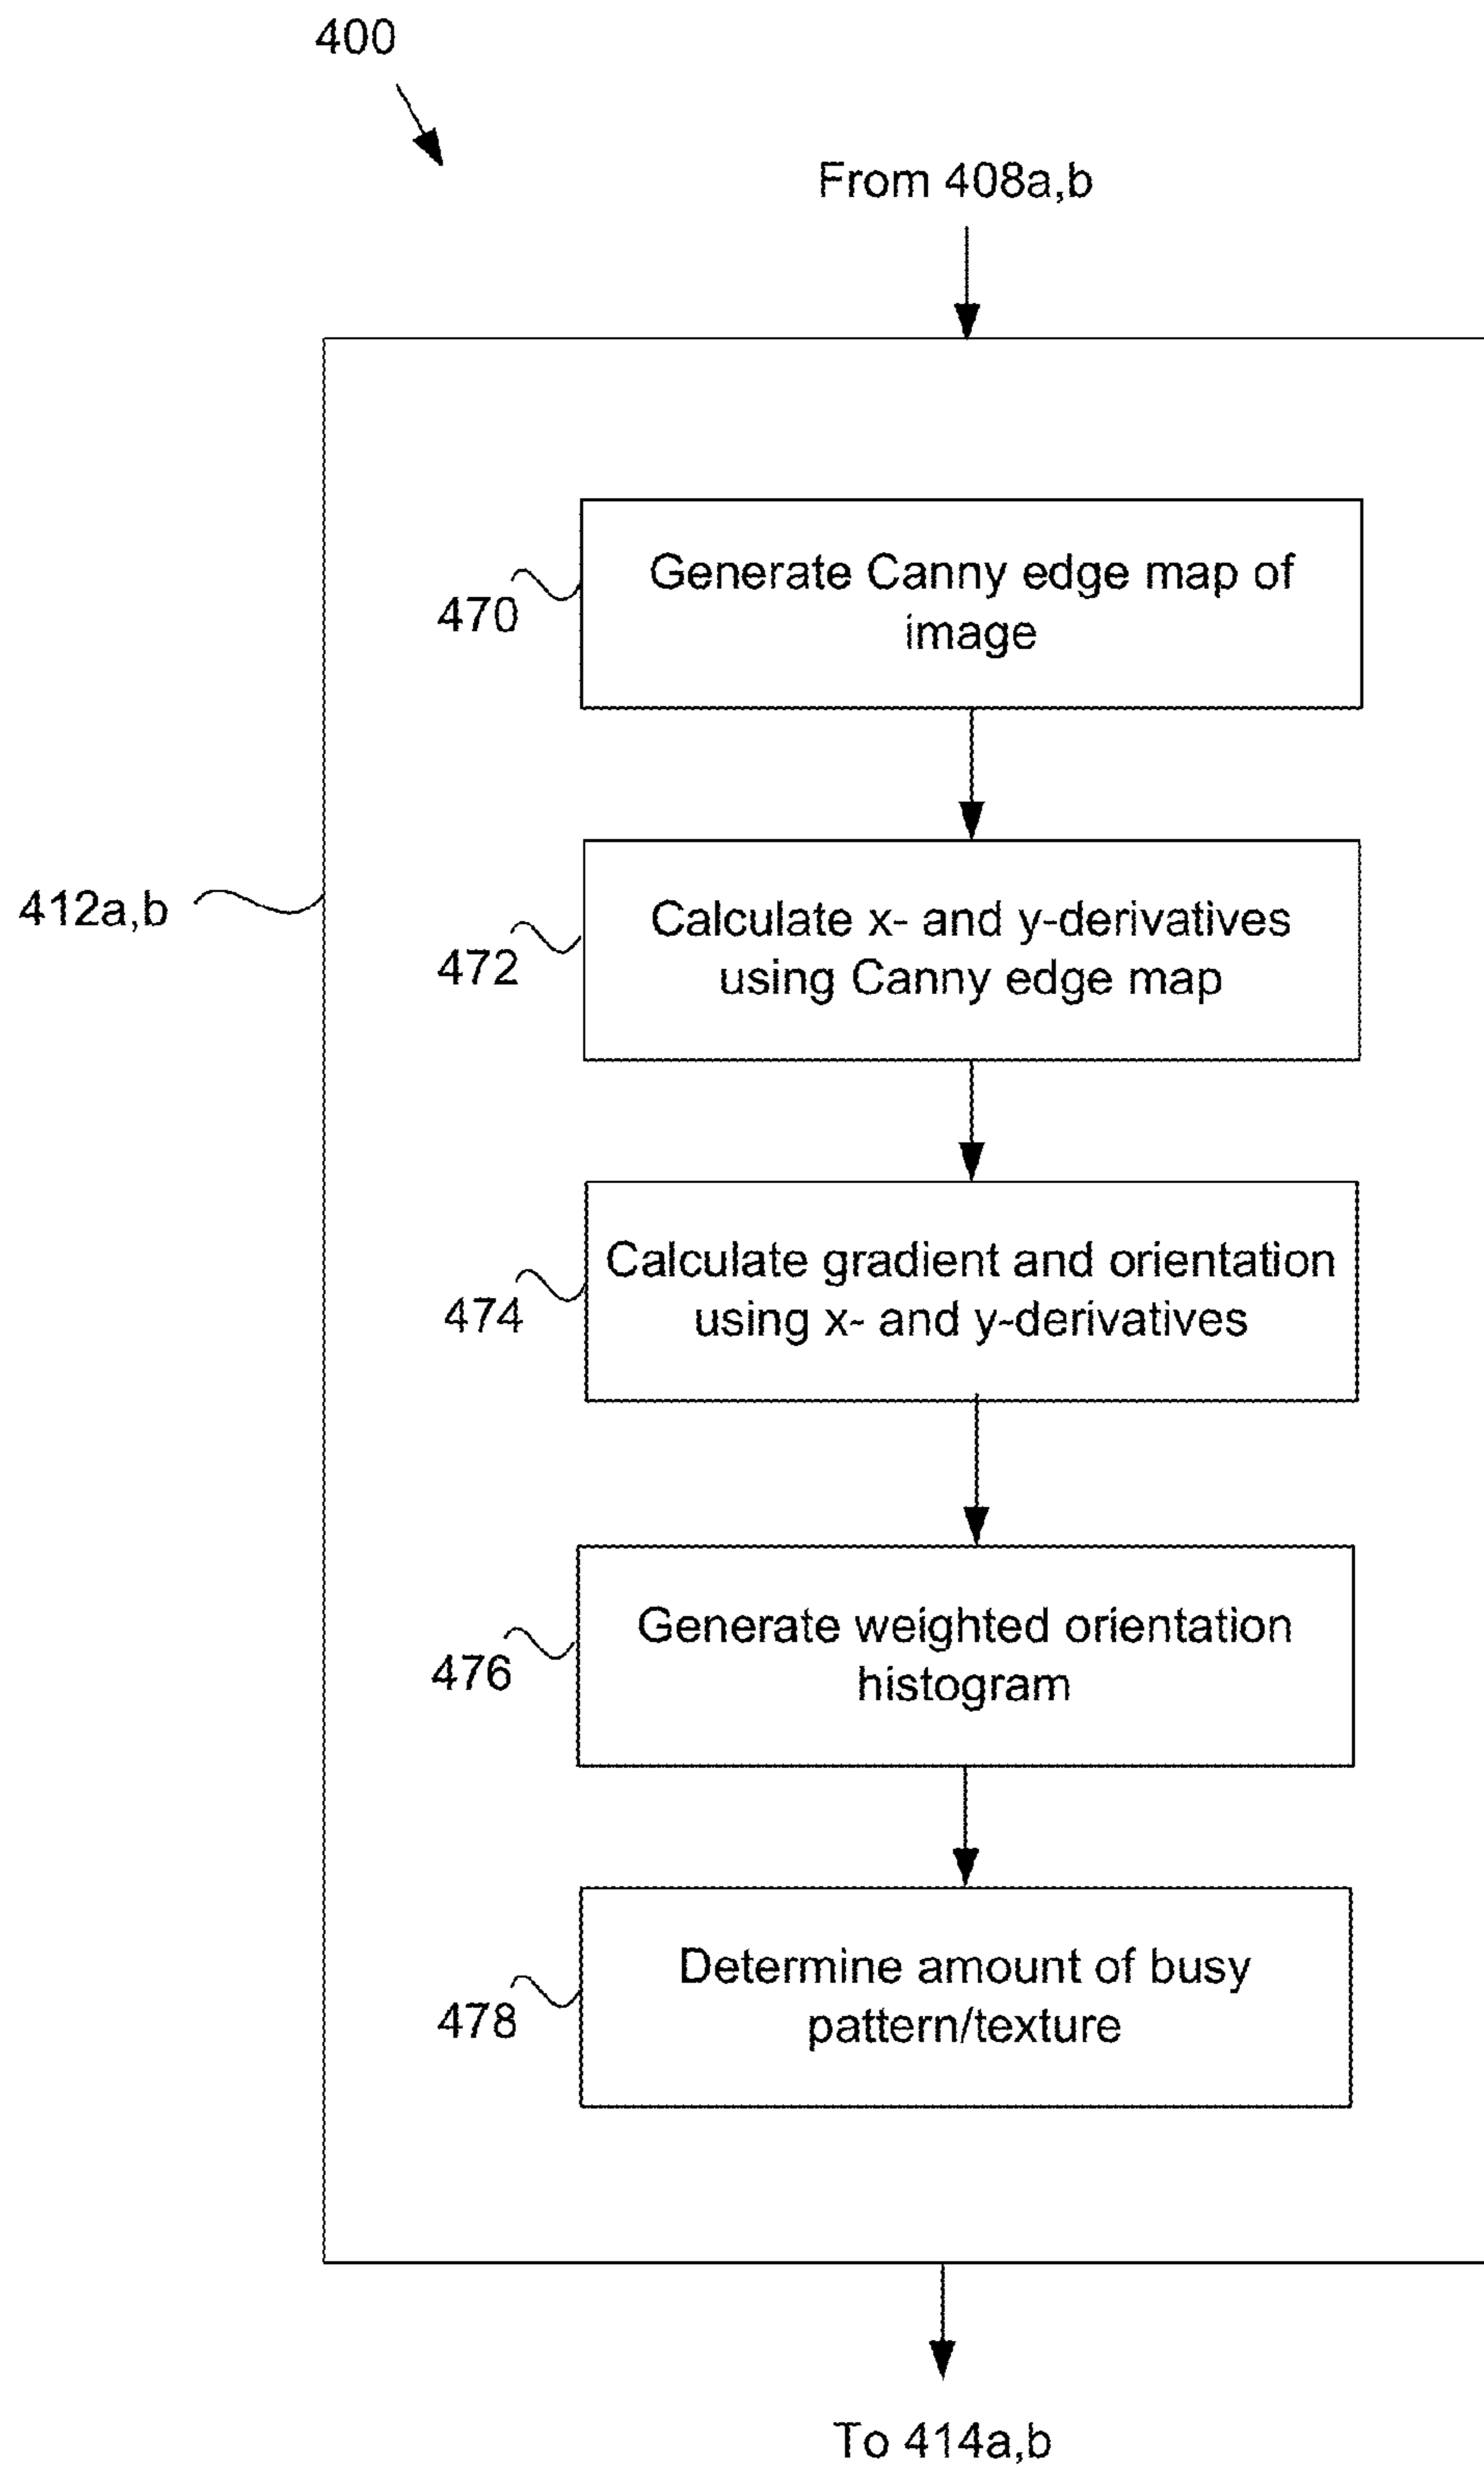 400
From 408a,b
Generate Canny edge map of
image
470
412a,b
Calculate x- and y-derivatives
using Canny edge map
472
Calculate gradient and orientation
using x- and y-derivatives
474
Generate weighted orientation
histogram
476
Determine amount of busy
pattern/texture
478
To 414a,b